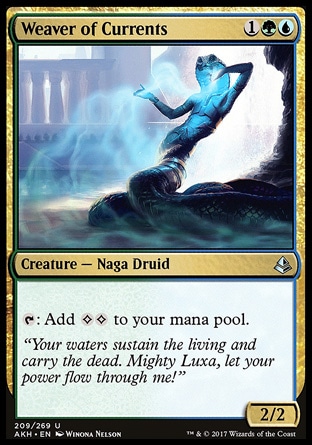 Weaver of Currents 1
Creature — Naga Druid
: Add to your mana pool.
“Your waters sustain the living and
carry the dead. Mighty Luxa, let your
power flow through me!”
2/2
209/269 U
AKH • EN Winona Nelson
™ & © 2017 Wizards of the Coast